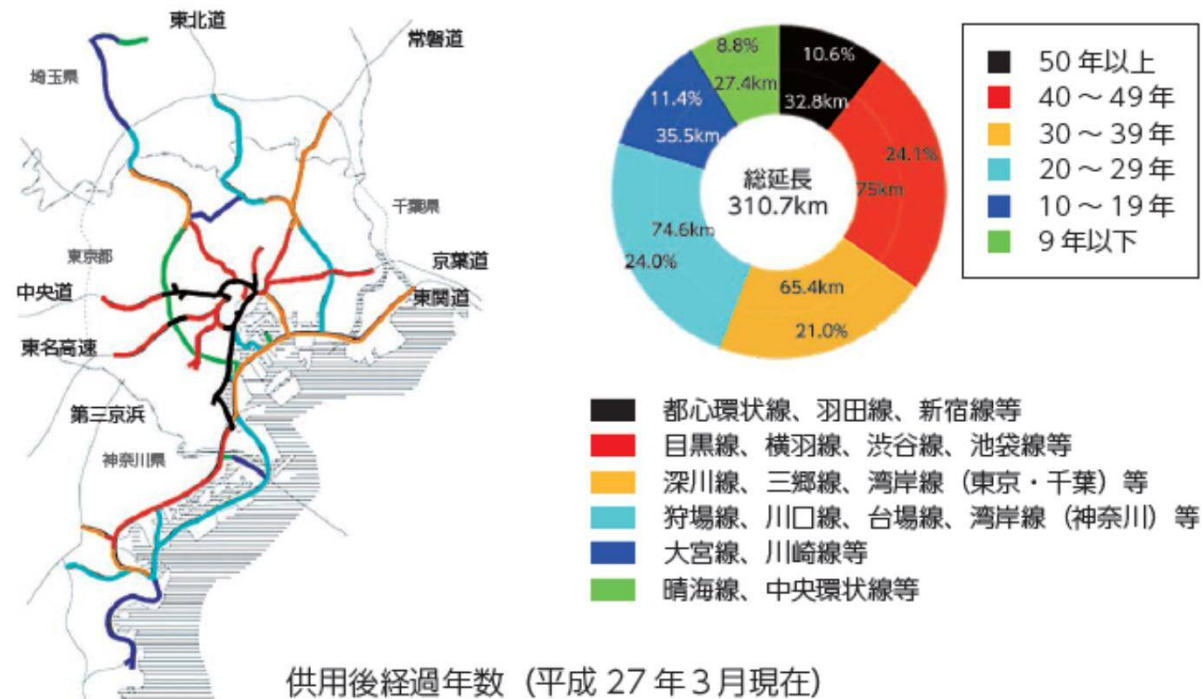 東北道
常磐道
埼玉県
千葉県
東京都
京葉道
中央道
東関道
東名高速
第三京浜
神奈川県
8.8%
27.4km
10.6%
32.8km
11.4%
35.5km
24.1%
75km
総延長
310.7km
74.6km
24.0%
65.4km
21.0%
50年以上
40～49年
30～39年
20～29年
10～19年
9年以下
都心環状線、羽田線、新宿線等
目黒線、横羽線、渋谷線、池袋線等
深川線、三郷線、湾岸線（東京・千葉）等
狩場線、川口線、台場線、湾岸線（神奈川）等
大宮線、川崎線等
晴海線、中央環状線等
供用後経過年数（平成27年3月現在）